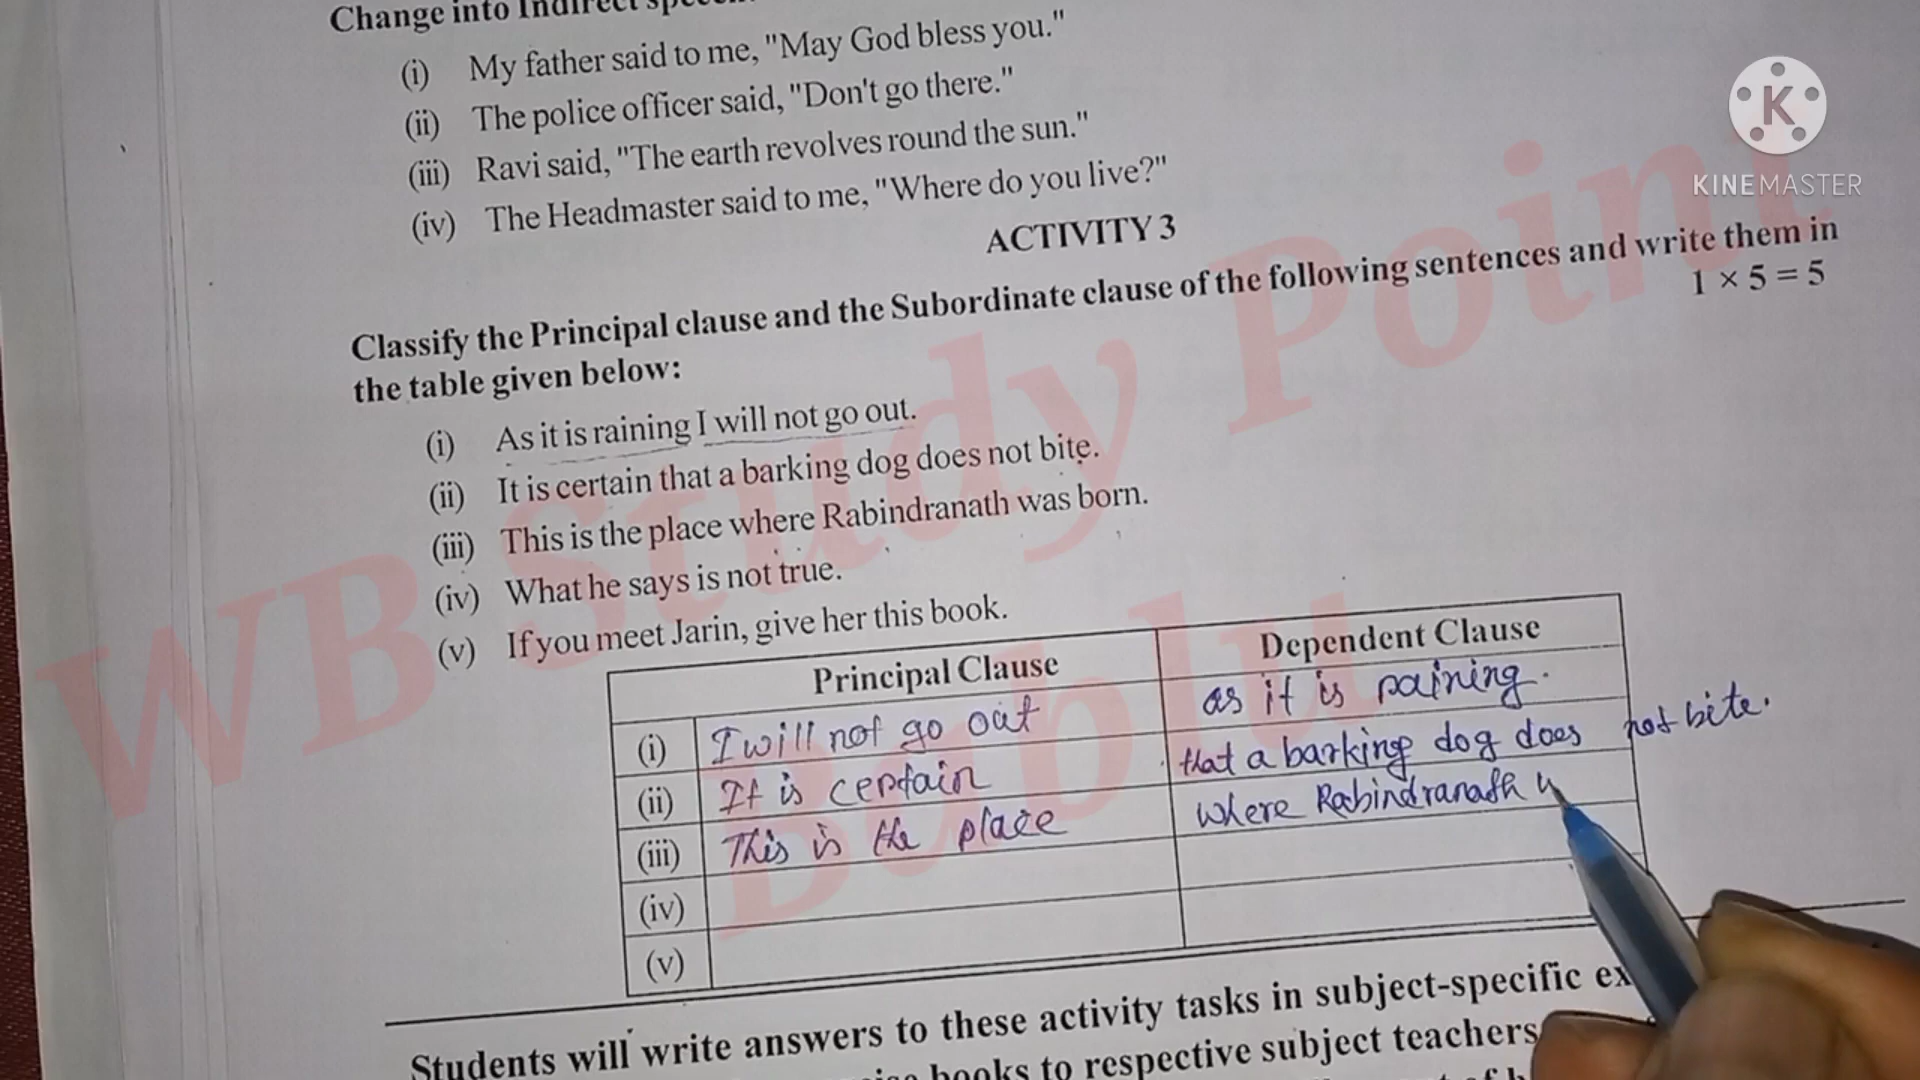 Change into Indirect
(i) My father said to me, "May God bless you."
(ii) The police officer said, "Don't go there."
(iii) Ravi said, "The earth revolves round the sun."
(iv) The Headmaster said to me, "Where do you live?"
KINEMASTER
ACTIVITY 3
Classify the Principal clause and the Subordinate clause of the following sentences and write them in
the table given below: 1 × 5 = 5
(i) As it is raining I will not go out.
(ii) It is certain that a barking dog does not bite.
(iii) This is the place where Rabindranath was born.
(iv) What he says is not true.
(v) If you meet Jarin, give her this book.
Principal Clause Dependent Clause
(i) I will not go out as it is raining.
(ii) It is certain that a barking dog does not bite.
(iii) This is the place where Rabindranath
(iv)
(v)
Students will write answers to these activity tasks in subject-specific
books to respective subject teachers
WB Study Point
Bablu